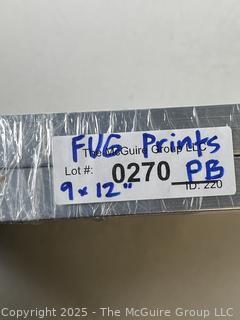 FVG Prints
The McGuire Group LLC
Lot #: 0270 PB
9 x 12" ID: 220
Copyright 2025 - The McGuire Group LLC